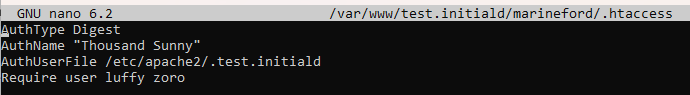 GNU nano 6.2 /var/www/test.initiald/marineford/.htaccess
AuthType Digest
AuthName "Thousand Sunny"
AuthUserFile /etc/apache2/.test.initiald
Require user luffy zoro